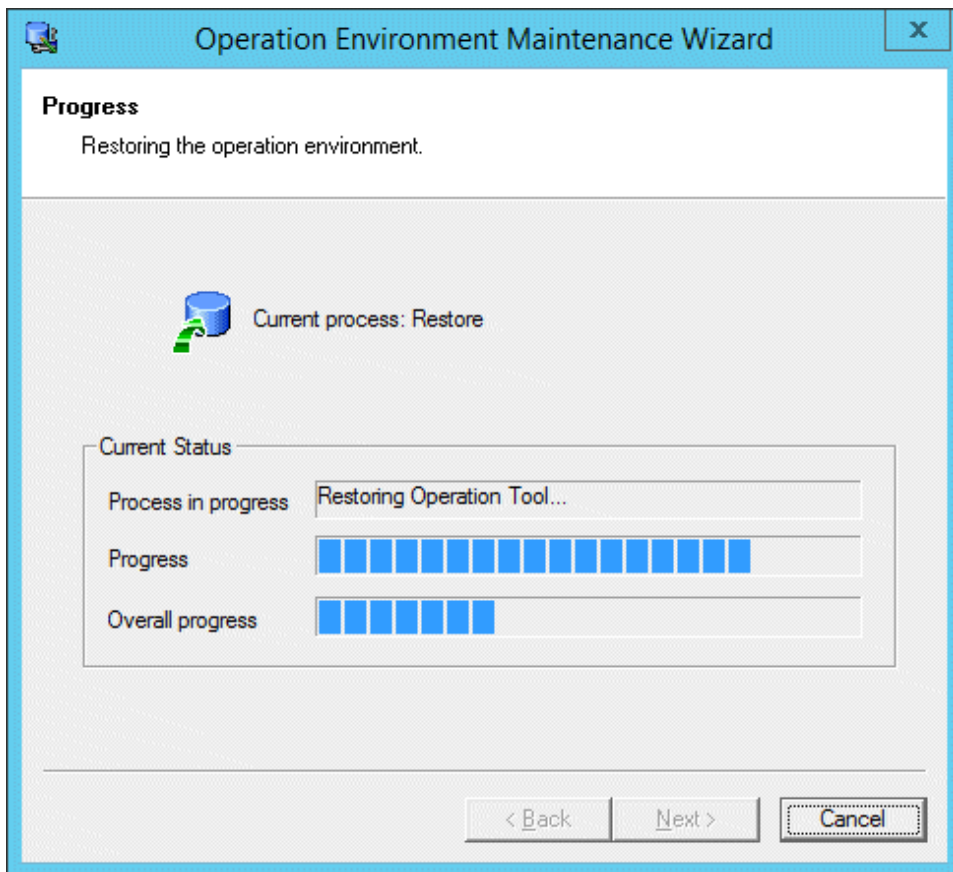 Operation Environment Maintenance Wizard
x
Progress
Restoring the operation environment.
Current process: Restore
Current Status
Process in progress
Restoring Operation Tool...
Progress
Overall progress
< Back
Next >
Cancel